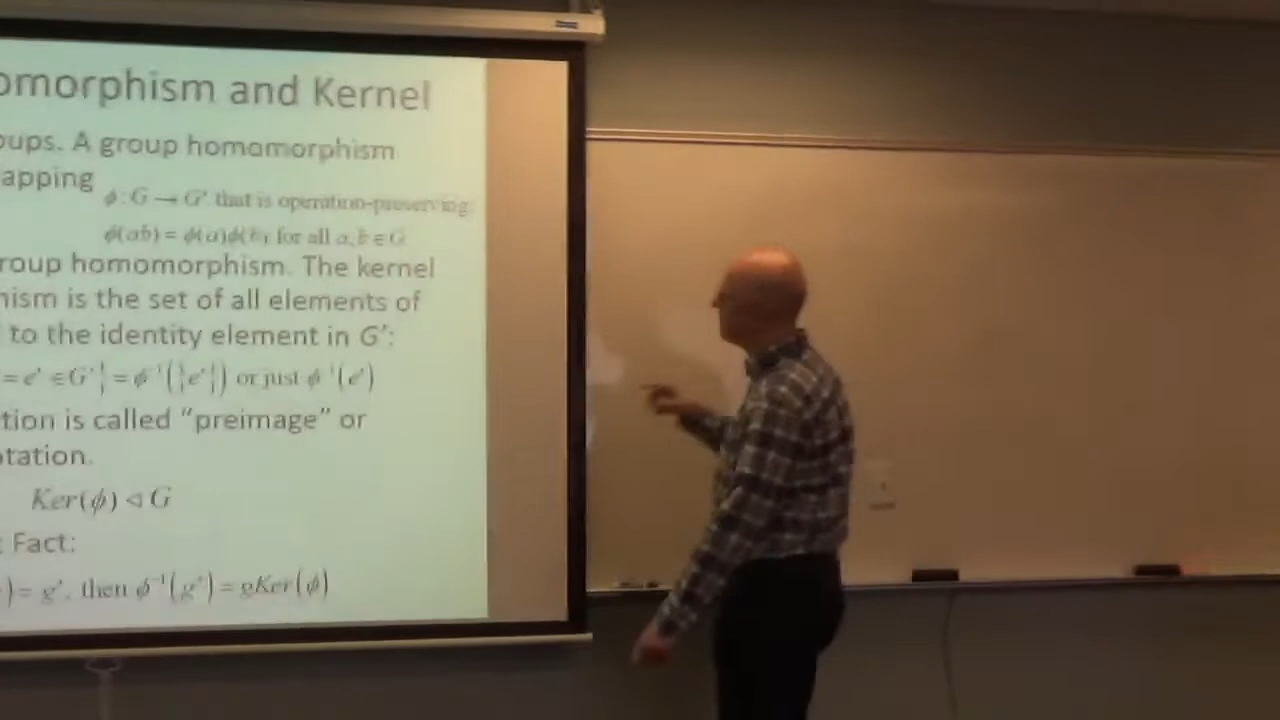 omorphism and Kernel
oups. A group homomorphism
apping
ϕ : G → G' that is operation-preserving:
ϕ(ab) = ϕ(a)ϕ(b) for all a, b ∈ G
roup homomorphism. The kernel
hism is the set of all elements of
to the identity element in G':
= e' ∈ G'} = ϕ⁻¹({e'}) or just ϕ⁻¹(e')
tion is called “preimage” or
otation.
Ker(ϕ) ◁ G
t Fact:
) = g', then ϕ⁻¹(g') = gKer(ϕ)